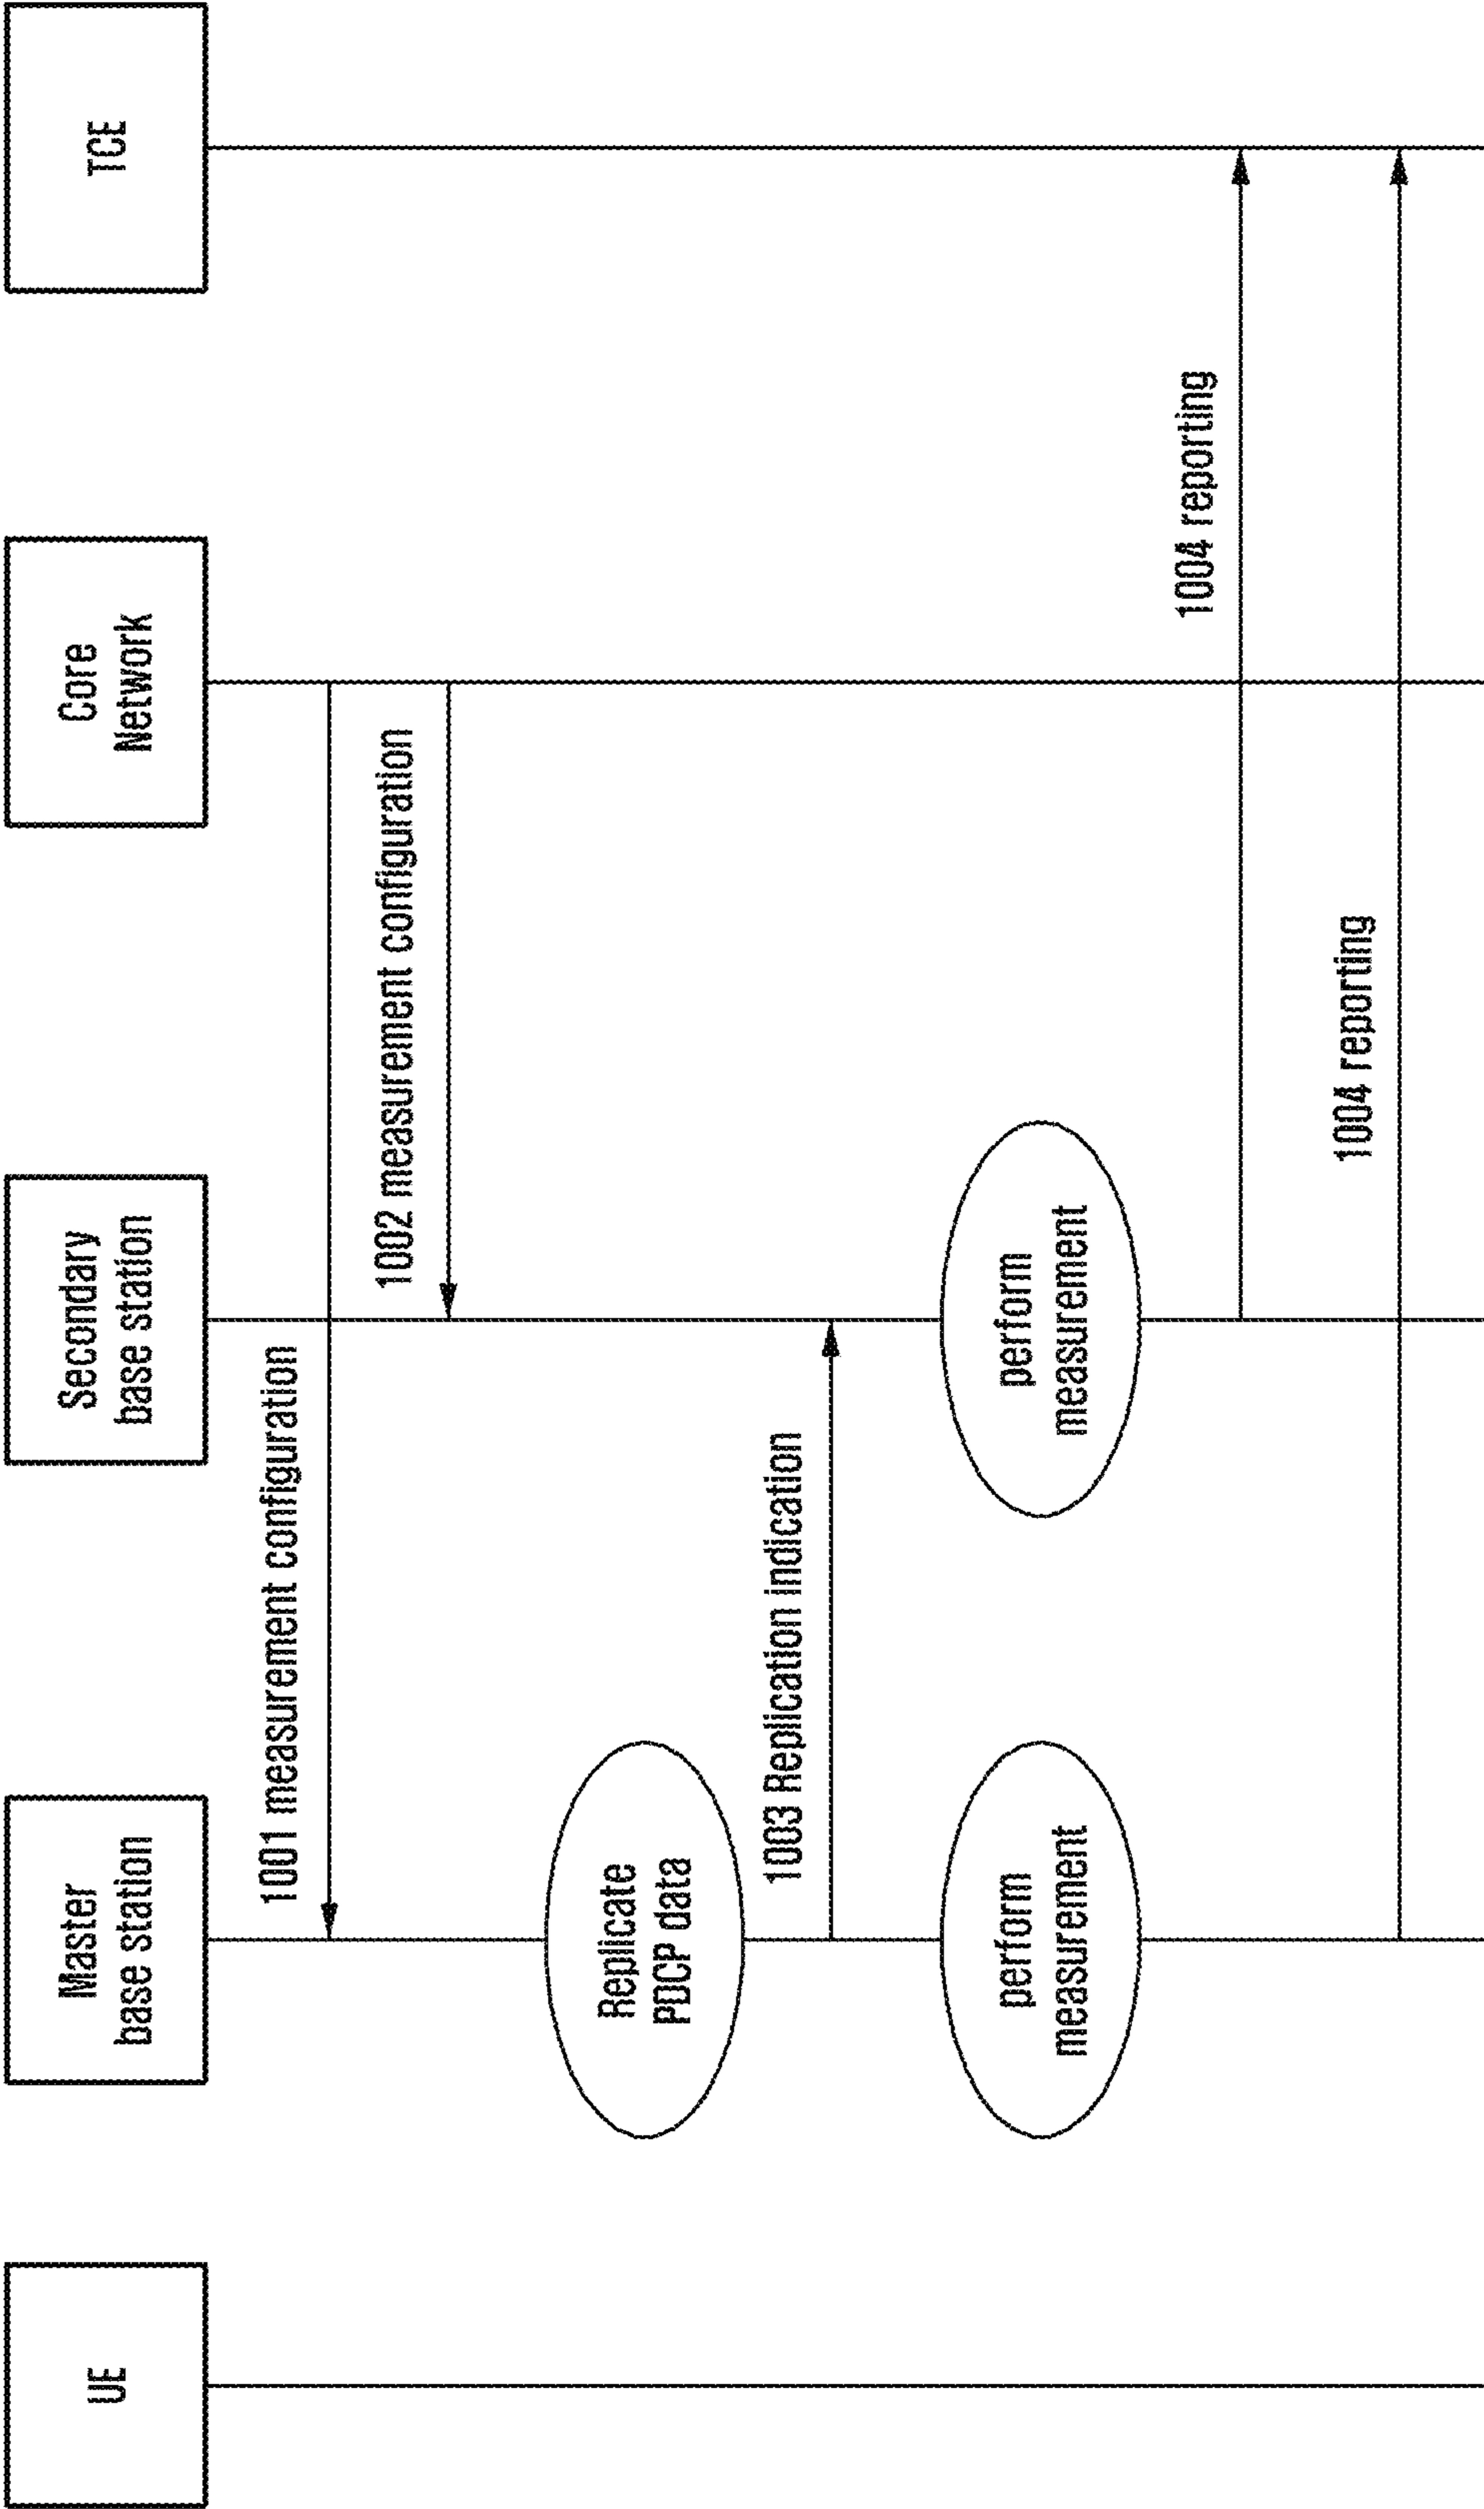 UE
Master
base station
Secondary
base station
Core
Network
TCE
1001 measurement configuration
1002 measurement configuration
Replicate
PDCP data
1003 Replication indication
perform
measurement
perform
measurement
1004 reporting
1004 reporting